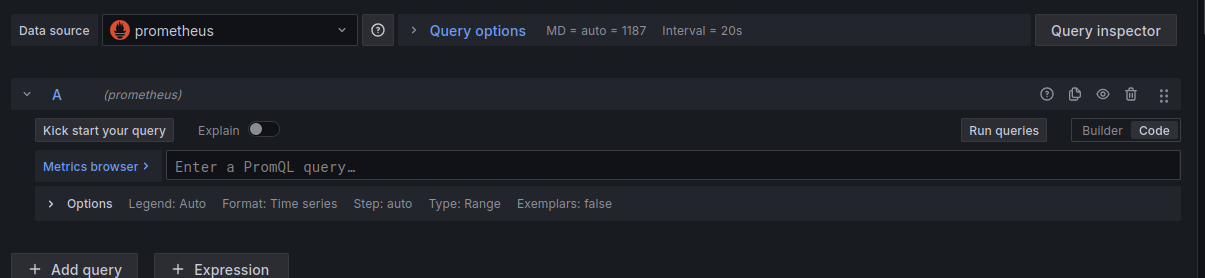 Data source prometheus Query options MD = auto = 1187 Interval = 20s Query inspector
A (prometheus)
Kick start your query Explain Run queries Builder Code
Metrics browser Enter a PromQL query…
Options Legend: Auto Format: Time series Step: auto Type: Range Exemplars: false
+ Add query + Expression